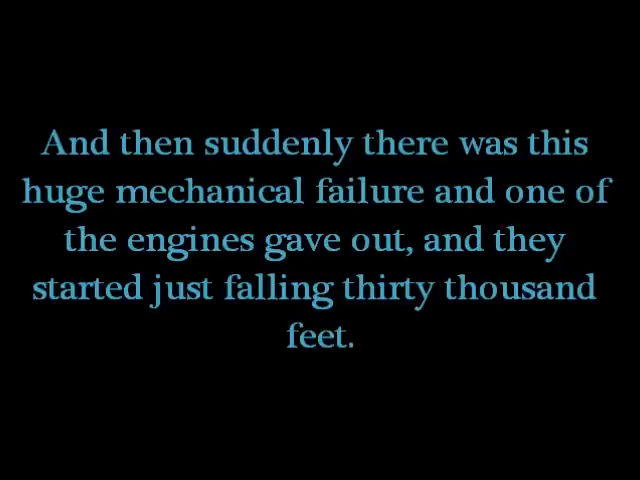 And then suddenly there was this
huge mechanical failure and one of
the engines gave out, and they
started just falling thirty thousand
feet.